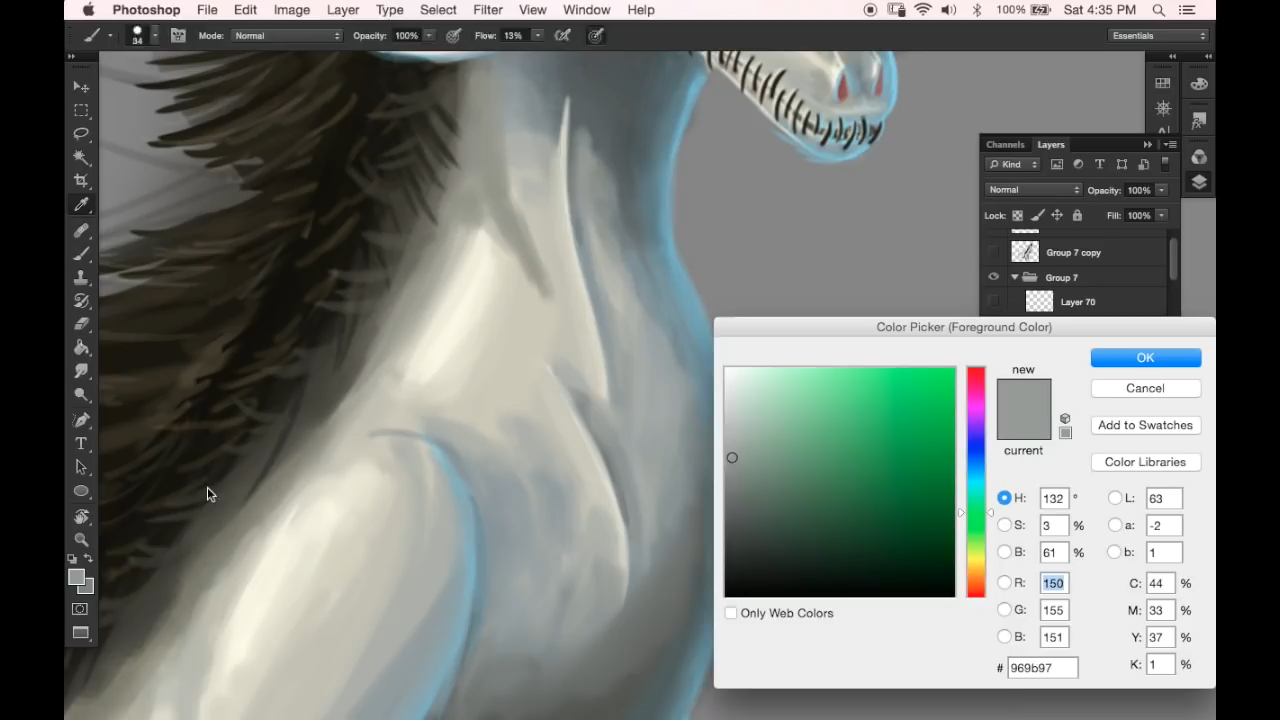 Photoshop File Edit Image Layer Type Select Filter View Window Help 100% Sat 4:35 PM
34 Mode: Normal Opacity: 100% Flow: 13% Essentials
Channels Layers
Kind
Normal Opacity: 100%
Lock: Fill: 100%
Group 7 copy
Group 7
Layer 70
Color Picker (Foreground Color)
new
current
OK
Cancel
Add to Swatches
Color Libraries
H: 132 ° L: 63
S: 3 % a: -2
B: 61 % b: 1
R: 150 C: 44 %
G: 155 M: 33 %
B: 151 Y: 37 %
# 969b97 K: 1 %
Only Web Colors